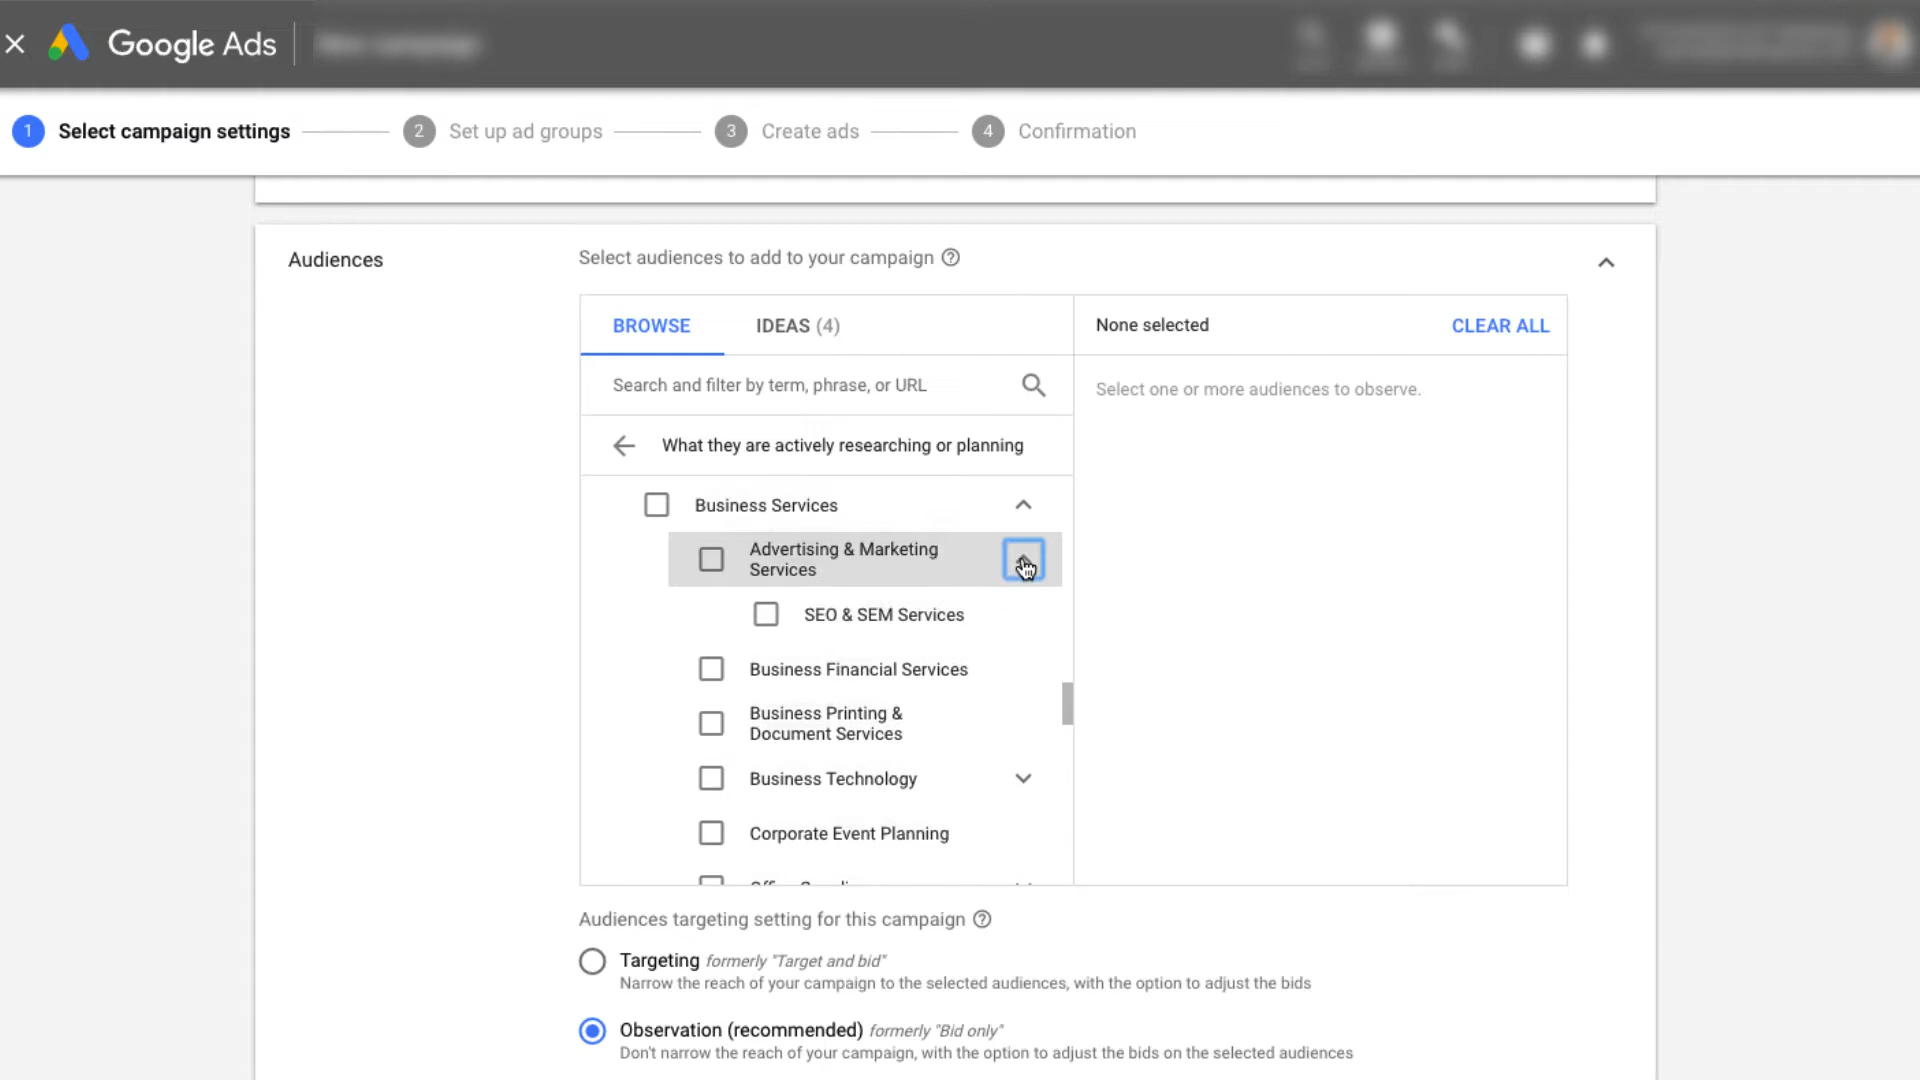 Google Ads
1 Select campaign settings
2 Set up ad groups
3 Create ads
4 Confirmation
Audiences
Select audiences to add to your campaign
BROWSE
IDEAS (4)
None selected
CLEAR ALL
Search and filter by term, phrase, or URL
Select one or more audiences to observe.
What they are actively researching or planning
Business Services
Advertising & Marketing
Services
SEO & SEM Services
Business Financial Services
Business Printing &
Document Services
Business Technology
Corporate Event Planning
Audiences targeting setting for this campaign
Targeting formerly "Target and bid"
Narrow the reach of your campaign to the selected audiences, with the option to adjust the bids
Observation (recommended) formerly "Bid only"
Don't narrow the reach of your campaign, with the option to adjust the bids on the selected audiences